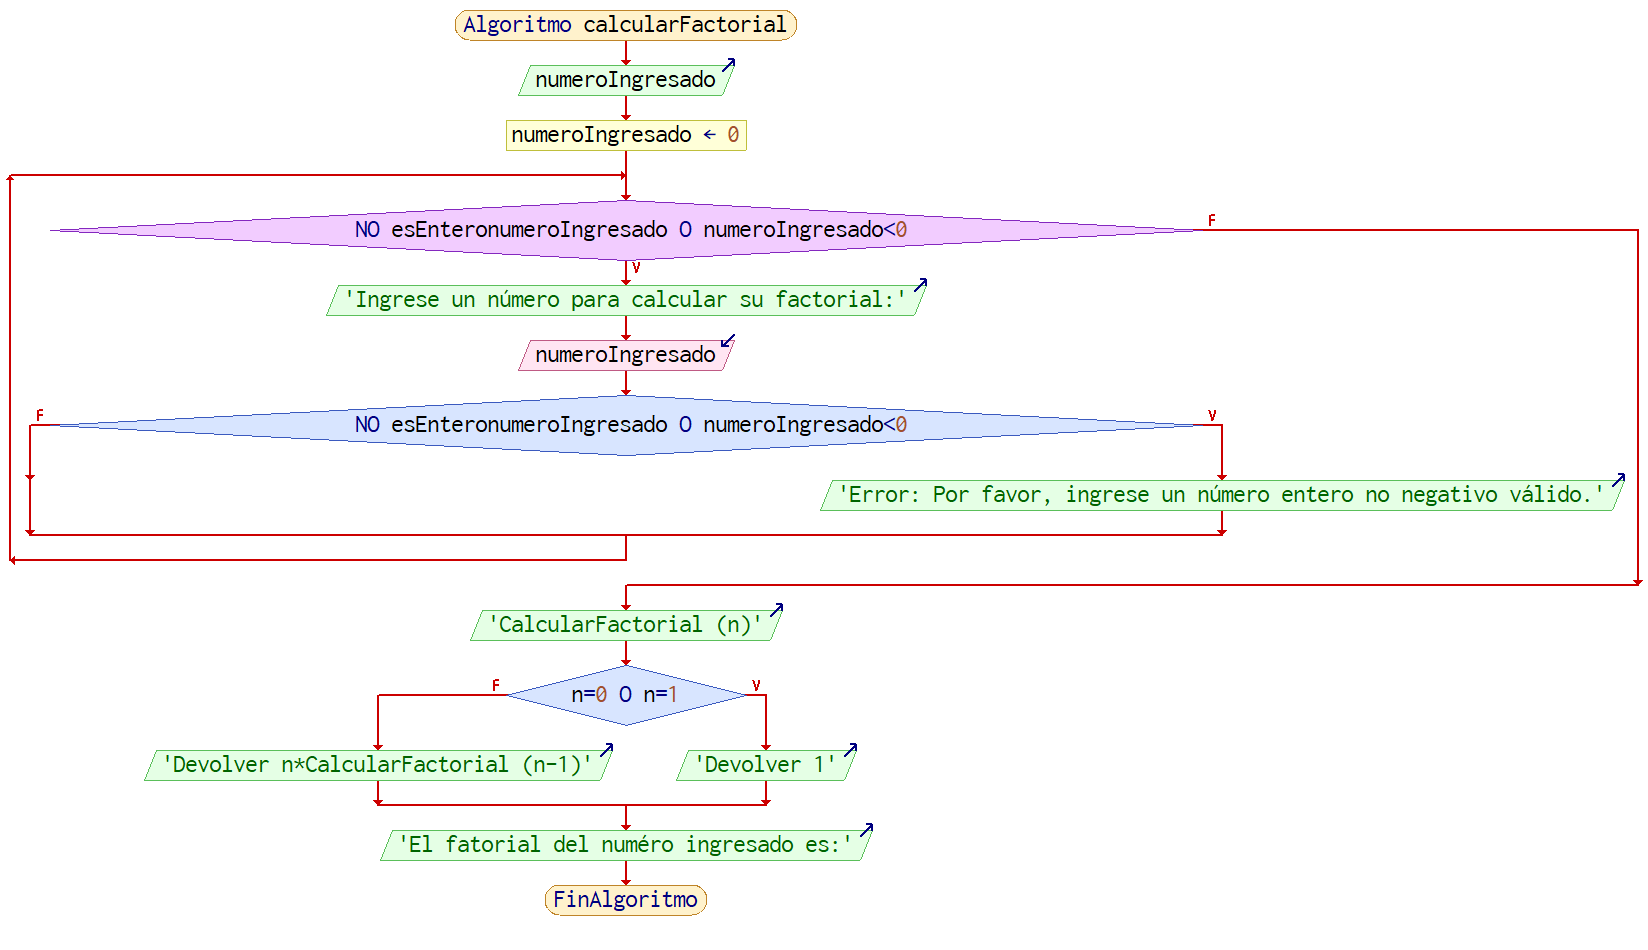 Algoritmo calcularFactorial
numeroIngresado
numeroIngresado ← 0
NO esEnteronumeroIngresado O numeroIngresado<0
F
V
'Ingrese un número para calcular su factorial:'
numeroIngresado
F
NO esEnteronumeroIngresado O numeroIngresado<0
V
'Error: Por favor, ingrese un número entero no negativo válido.'
'CalcularFactorial (n)'
F
n=0 O n=1
V
'Devolver n*CalcularFactorial (n-1)'
'Devolver 1'
'El fatorial del numéro ingresado es:'
FinAlgoritmo